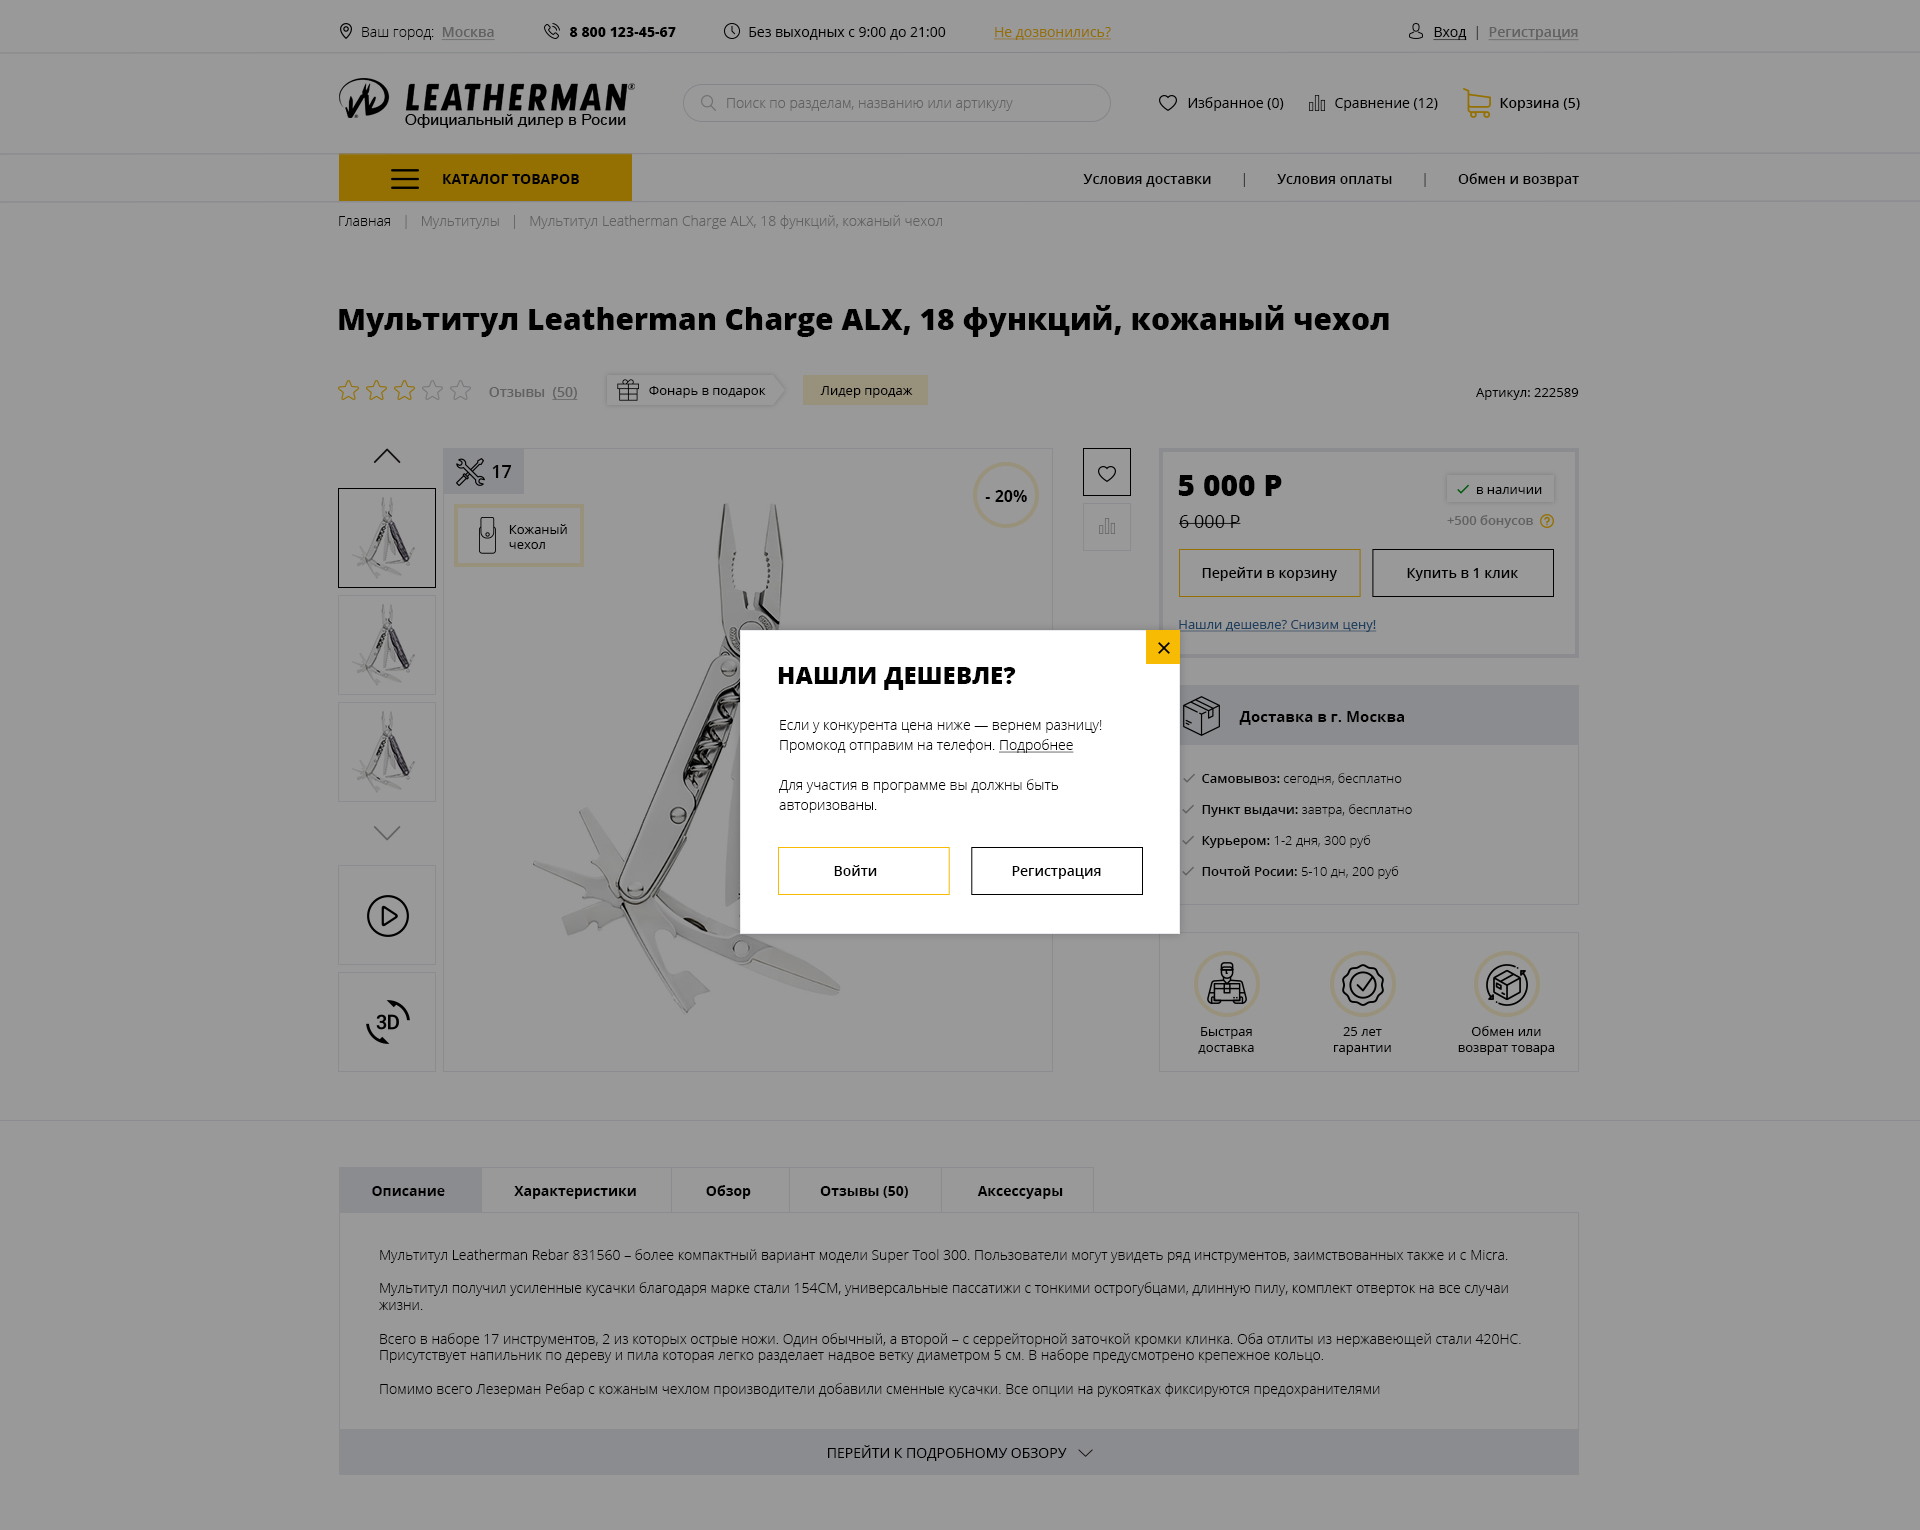 Ваш город: Москва
8 800 123-45-67
Без выходных с 9:00 до 21:00
Не дозвонились?
Вход | Регистрация
LEATHERMAN®
Официальный дилер в Росии
Поиск по разделам, названию или артикулу
Избранное (0)
Сравнение (12)
Корзина (5)
КАТАЛОГ ТОВАРОВ
Условия доставки | Условия оплаты | Обмен и возврат
Главная | Мультитулы | Мультитул Leatherman Charge ALX, 18 функций, кожаный чехол
Мультитул Leatherman Charge ALX, 18 функций, кожаный чехол
Отзывы (50)
Фонарь в подарок
Лидер продаж
Артикул: 222589
17
- 20%
Кожаный
чехол
3D
5 000 Р
в наличии
6 000 Р
+500 бонусов ?
Перейти в корзину
Купить в 1 клик
Нашли дешевле? Снизим цену!
НАШЛИ ДЕШЕВЛЕ?
Если у конкурента цена ниже — вернем разницу!
Промокод отправим на телефон. Подробнее
Для участия в программе вы должны быть
авторизованы.
Войти
Регистрация
Доставка в г. Москва
Самовывоз: сегодня, бесплатно
Пункт выдачи: завтра, бесплатно
Курьером: 1-2 дня, 300 руб
Почтой Росии: 5-10 дн, 200 руб
Быстрая
доставка
25 лет
гарантии
Обмен или
возврат товара
Описание
Характеристики
Обзор
Отзывы (50)
Аксессуары
Мультитул Leatherman Rebar 831560 – более компактный вариант модели Super Tool 300. Пользователи могут увидеть ряд инструментов, заимствованных также и с Micra.
Мультитул получил усиленные кусачки благодаря марке стали 154СМ, универсальные пассатижи с тонкими острогубцами, длинную пилу, комплект отверток на все случаи
жизни.
Всего в наборе 17 инструментов, 2 из которых острые ножи. Один обычный, а второй – с серрейторной заточкой кромки клинка. Оба отлиты из нержавеющей стали 420НС.
Присутствует напильник по дереву и пила которая легко разделает надвое ветку диаметром 5 см. В наборе предусмотрено крепежное кольцо.
Помимо всего Лезерман Ребар с кожаным чехлом производители добавили сменные кусачки. Все опции на рукоятках фиксируются предохранителями
ПЕРЕЙТИ К ПОДРОБНОМУ ОБЗОРУ